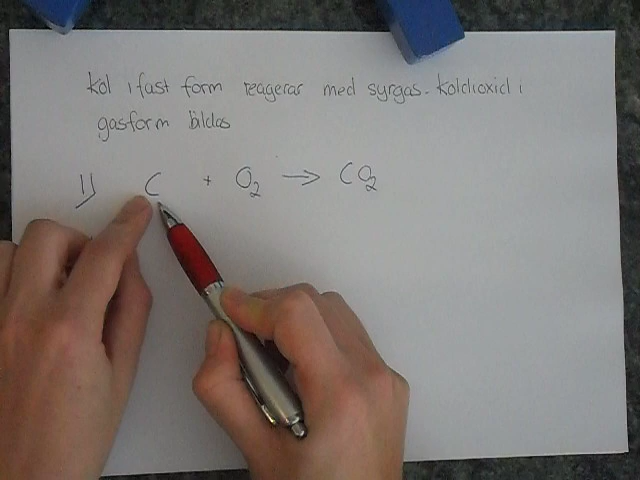 kol i fast form reagerar med syrgas. Koldioxid i
gasform bildas
1) C + O₂ → CO₂